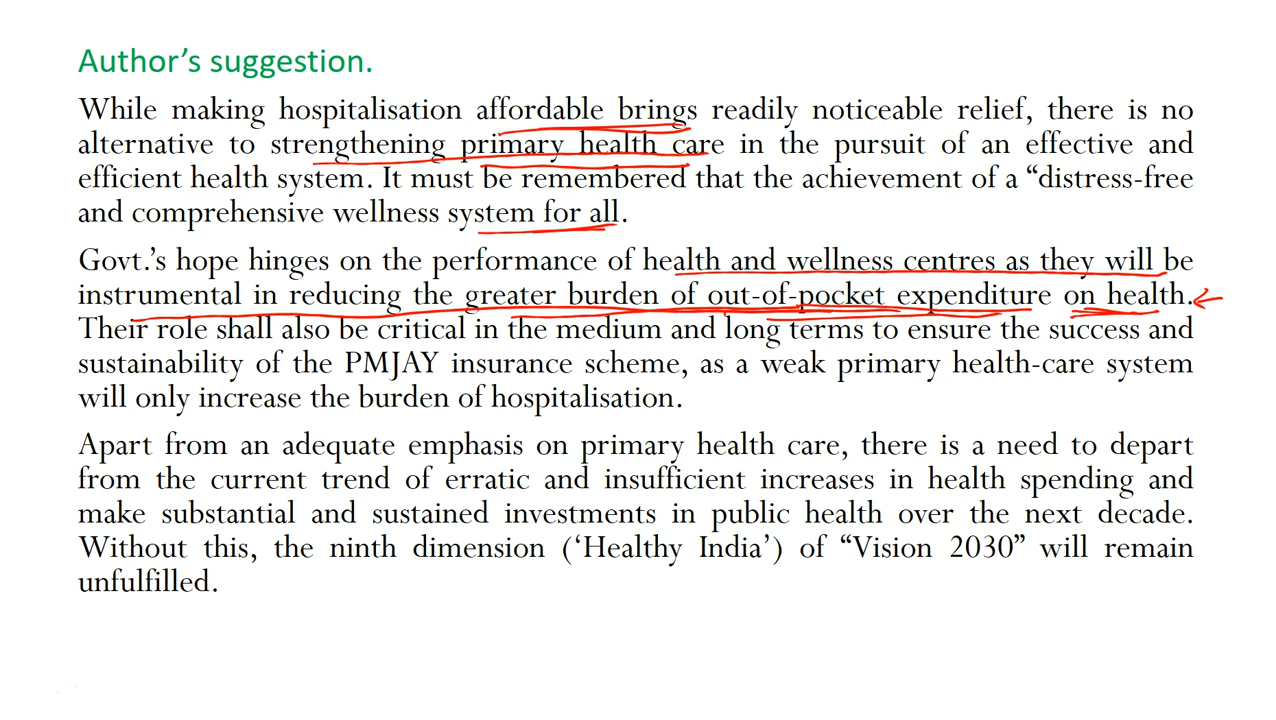 Author’s suggestion.
While making hospitalisation affordable brings readily noticeable relief, there is no
alternative to strengthening primary health care in the pursuit of an effective and
efficient health system. It must be remembered that the achievement of a “distress-free
and comprehensive wellness system for all.
Govt.’s hope hinges on the performance of health and wellness centres as they will be
instrumental in reducing the greater burden of out-of-pocket expenditure on health.
Their role shall also be critical in the medium and long terms to ensure the success and
sustainability of the PMJAY insurance scheme, as a weak primary health-care system
will only increase the burden of hospitalisation.
Apart from an adequate emphasis on primary health care, there is a need to depart
from the current trend of erratic and insufficient increases in health spending and
make substantial and sustained investments in public health over the next decade.
Without this, the ninth dimension (‘Healthy India’) of “Vision 2030” will remain
unfulfilled.